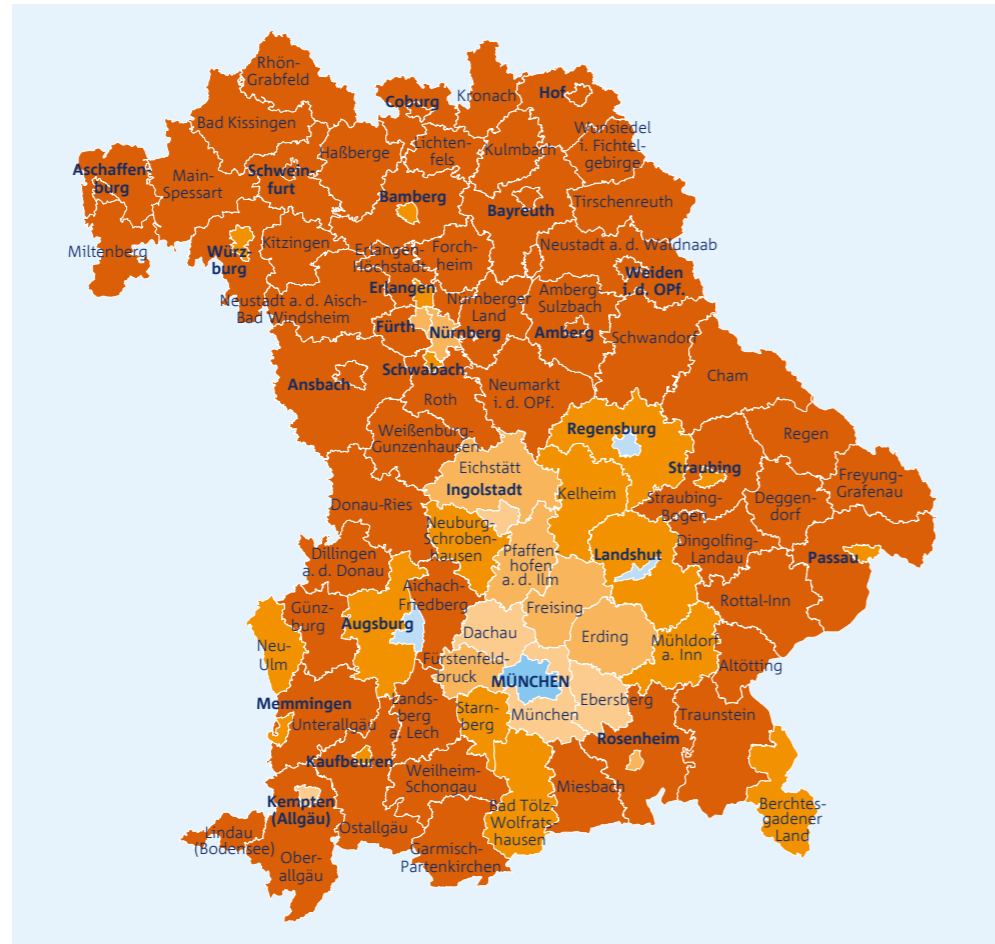 Rhön-
Grabfeld
Coburg
Kronach
Hof
Bad Kissingen
Wunsiedel
i. Fichtel-
gebirge
Haßberge
Lichten-
fels
Kulmbach
Aschaffen-
burg
Main-
Spessart
Schwein-
furt
Bamberg
Bayreuth
Tirschenreuth
Miltenberg
Würz-
burg
Kitzingen
Erlangen-
Höchstadt
Forch-
heim
Neustadt a. d. Waldnaab
Weiden
i. d. OPf.
Erlangen
Neustadt a. d. Aisch-
Bad Windsheim
Nürnberger
Land
Amberg-
Sulzbach
Fürth
Nürnberg
Amberg
Schwandorf
Ansbach
Schwabach
Neumarkt
i. d. OPf.
Cham
Roth
Weißenburg-
Gunzenhausen
Regensburg
Regen
Eichstätt
Ingolstadt
Kelheim
Straubing
Freyung-
Grafenau
Donau-Ries
Straubing-
Bogen
Deggen-
dorf
Neuburg-
Schroben-
hausen
Dillingen
a. d. Donau
Pfaffen-
hofen
a. d. Ilm
Landshut
Dingolfing-
Landau
Passau
Aichach-
Friedberg
Günz-
burg
Augsburg
Freising
Rottal-Inn
Dachau
Erding
Mühldorf
a. Inn
Neu-
Ulm
Fürstenfeld-
bruck
MÜNCHEN
Altötting
Memmingen
Unterallgäu
Lands-
berg
a. Lech
Starn-
berg
München
Ebersberg
Traunstein
Rosenheim
Kaufbeuren
Weilheim-
Schongau
Miesbach
Kempten
(Allgäu)
Bad Tölz-
Wolfrats-
hausen
Berchtes-
gadener
Land
Lindau
(Bodensee)
Ostallgäu
Ober-
allgäu
Garmisch-
Partenkirchen